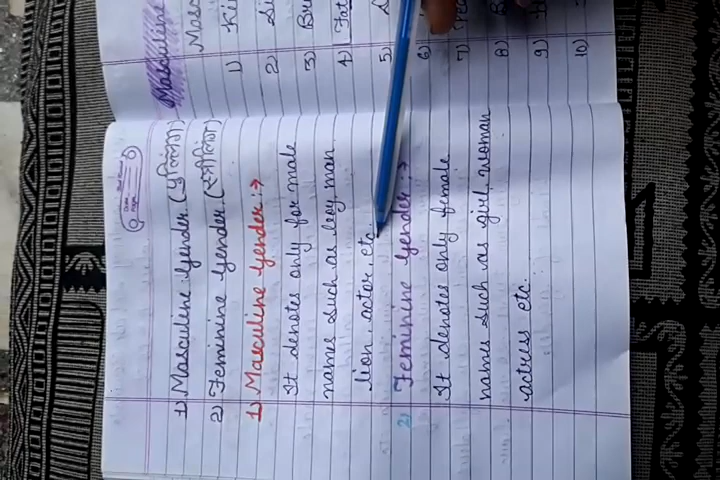 1) Masculine Gender. (पुल्लिंग)
2) Feminine Gender. (स्त्रीलिंग)
1) Masculine Gender :->
It denotes only for male
names such as boy, man
lion, actor, etc
2) Feminine Gender :->
It denotes only female
names such as girl, woman
actress etc.
Masculine
1)
2)
3)
4)
5)
6)
7)
8)
9)
10)